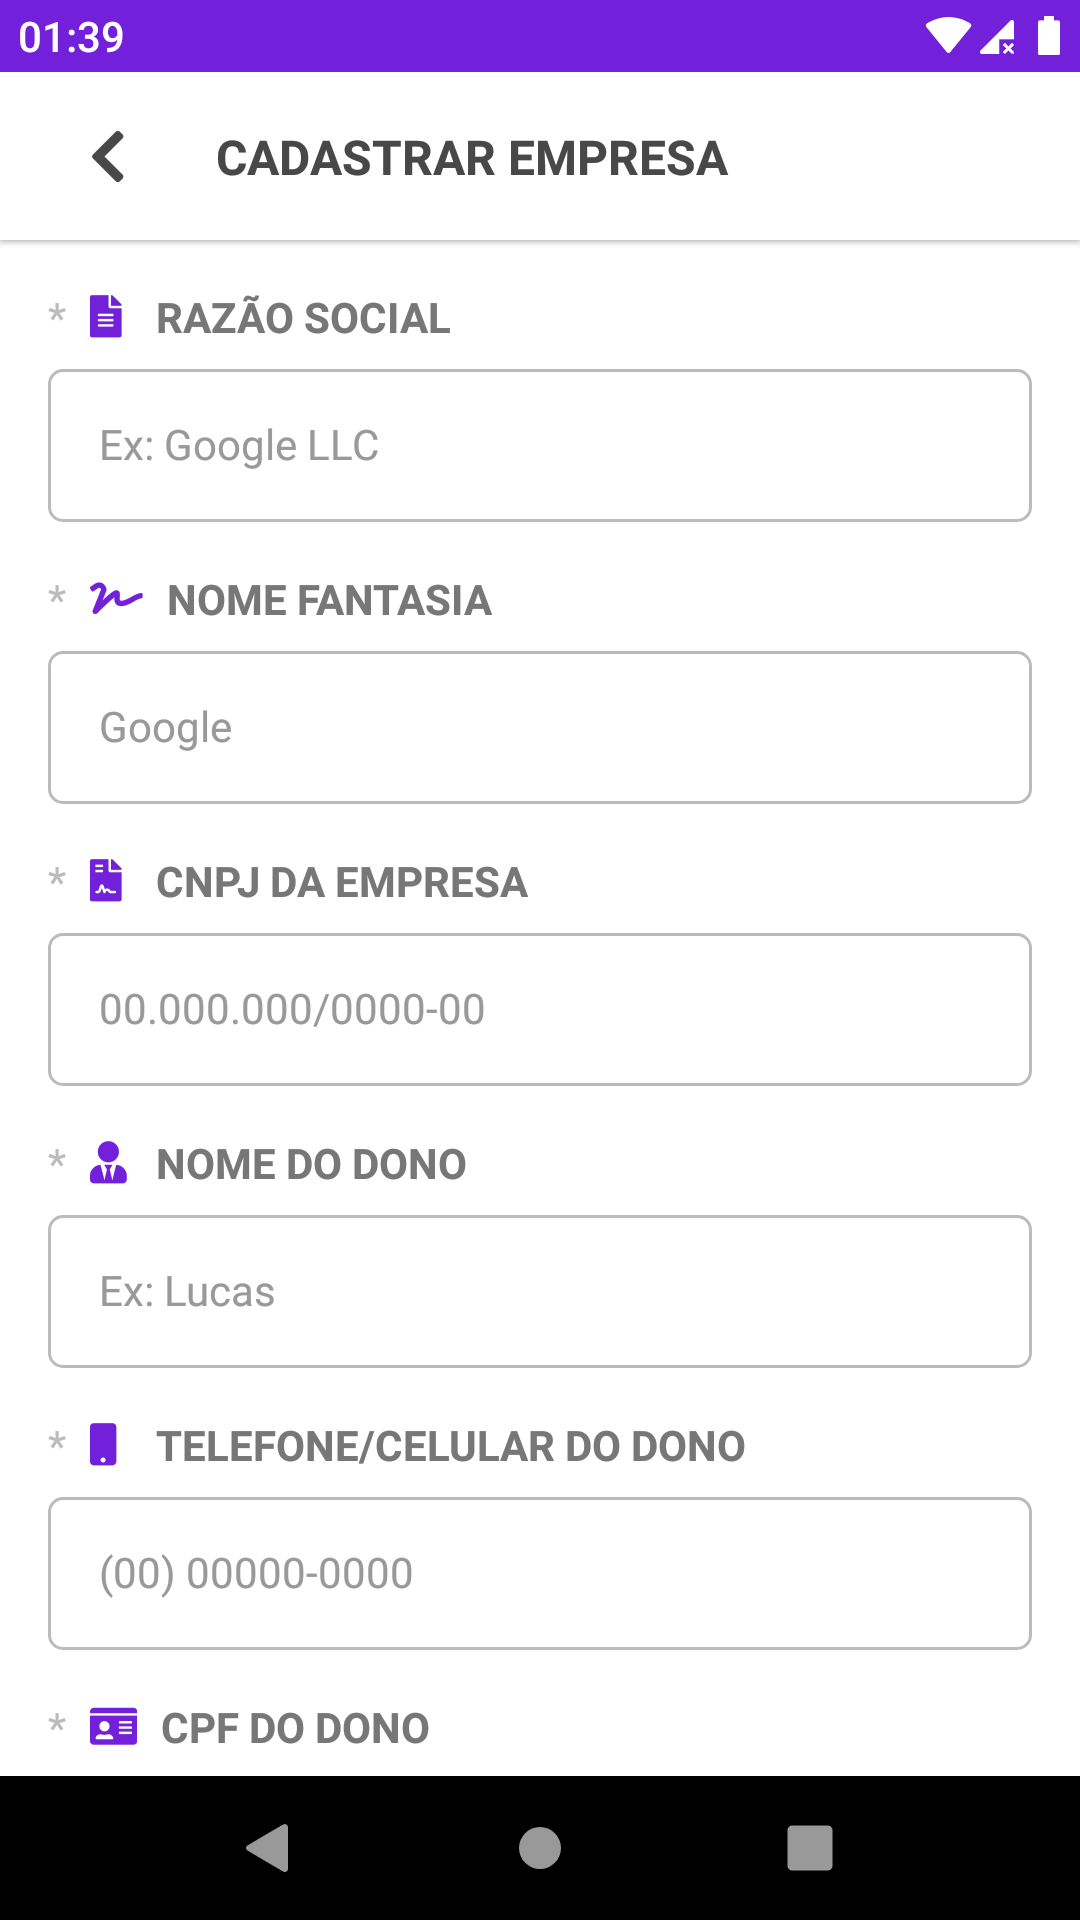 01:39
CADASTRAR EMPRESA
* RAZÃO SOCIAL
Ex: Google LLC
* NOME FANTASIA
Google
* CNPJ DA EMPRESA
00.000.000/0000-00
* NOME DO DONO
Ex: Lucas
* TELEFONE/CELULAR DO DONO
(00) 00000-0000
* CPF DO DONO